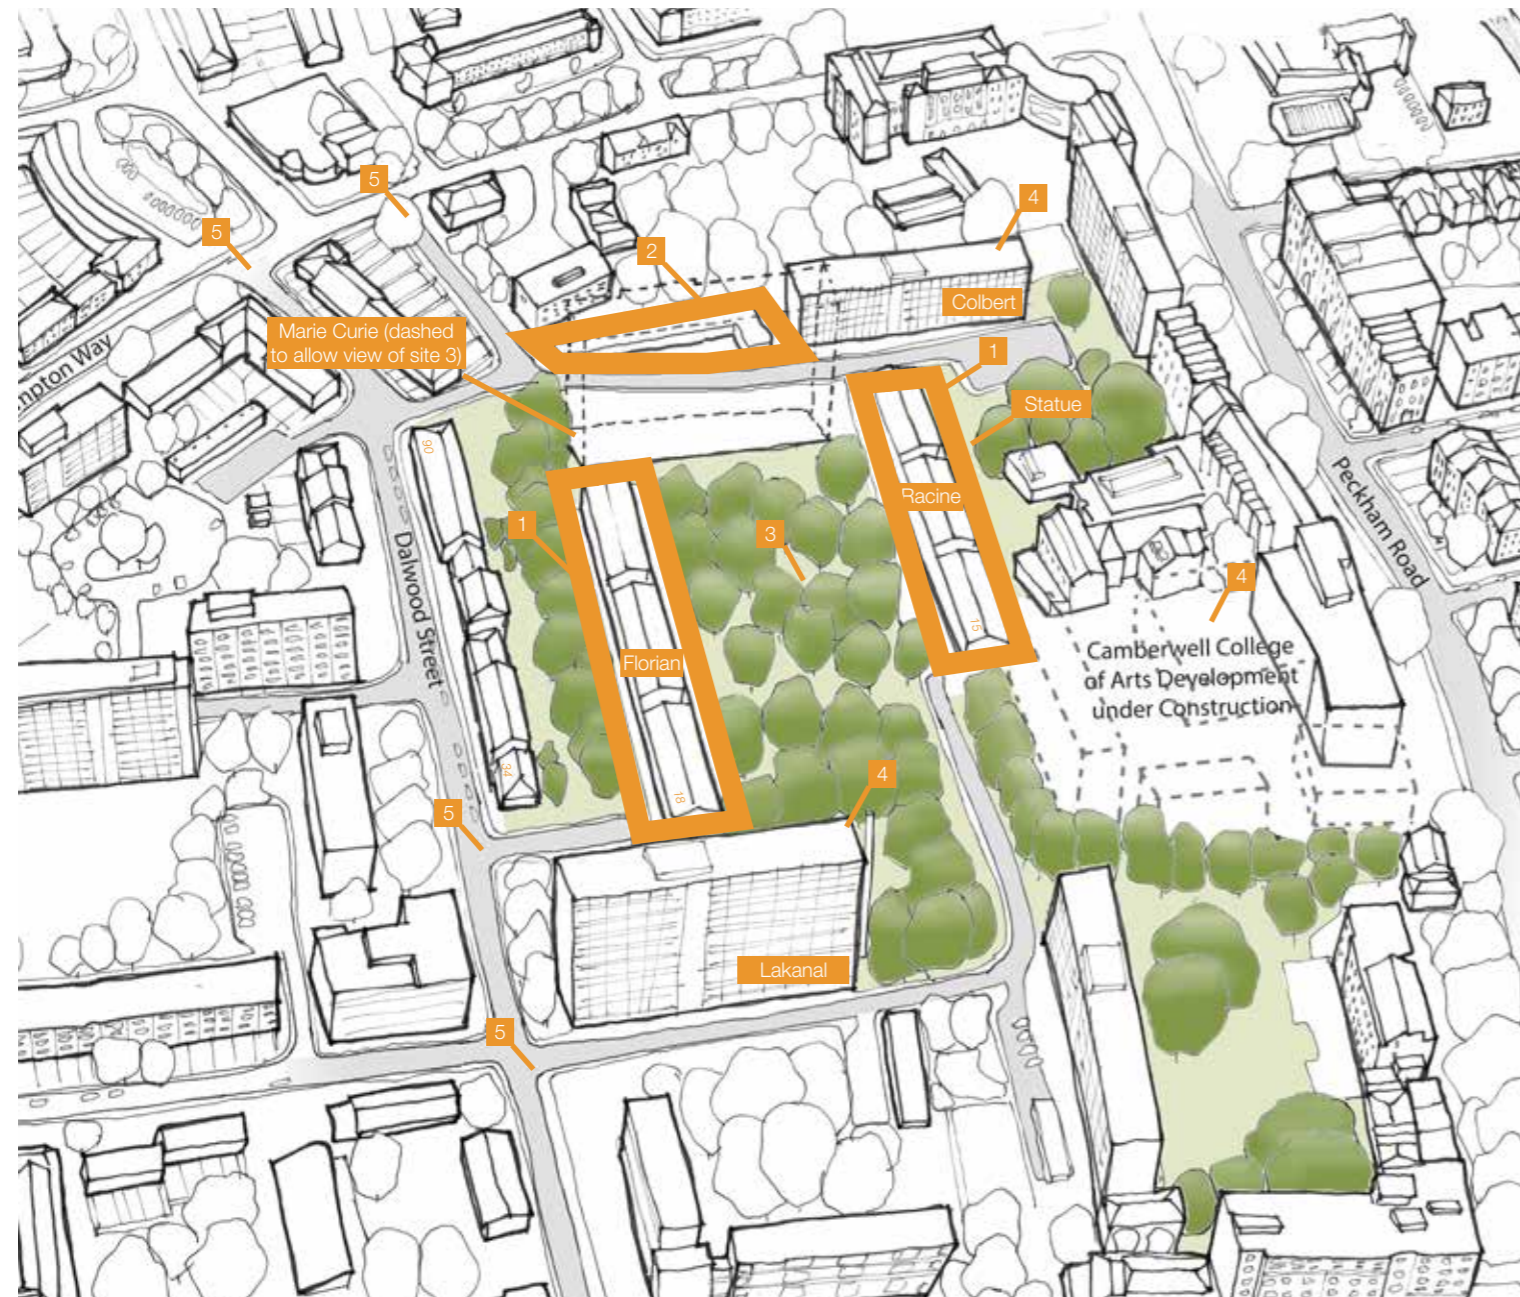 5
4
5
2
Colbert
Marie Curie (dashed
to allow view of site 3)
1
mpton Way
Statue
90
Racine
Peckham Road
1
3
Dalwood Street
4
15
Camberwell College
of Arts Development
under Construction
Florian
34
18
4
5
Lakanal
5